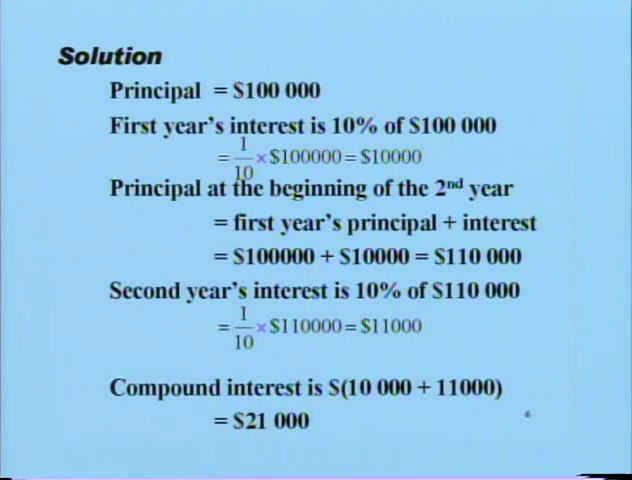 Solution
Principal = $100 000
First year's interest is 10% of $100 000
= 1/10 × $100000 = $10000
Principal at the beginning of the 2nd year
= first year's principal + interest
= $100000 + $10000 = $110 000
Second year's interest is 10% of $110 000
= 1/10 × $110000 = $11000
Compound interest is $(10 000 + 11000)
= $21 000
6